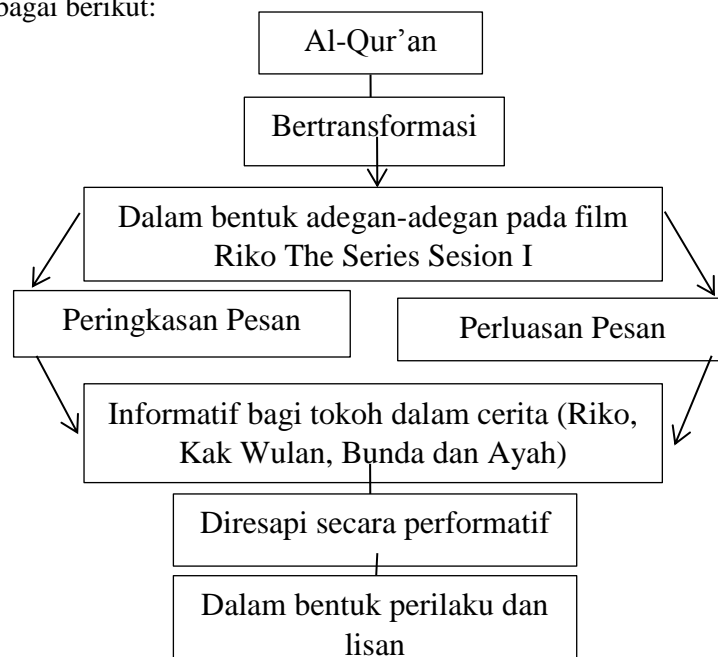 bagai berikut:
Al-Qur’an
Bertransformasi
Dalam bentuk adegan-adegan pada film
Riko The Series Sesion I
Peringkasan Pesan
Perluasan Pesan
Informatif bagi tokoh dalam cerita (Riko,
Kak Wulan, Bunda dan Ayah)
Diresapi secara performatif
Dalam bentuk perilaku dan
lisan